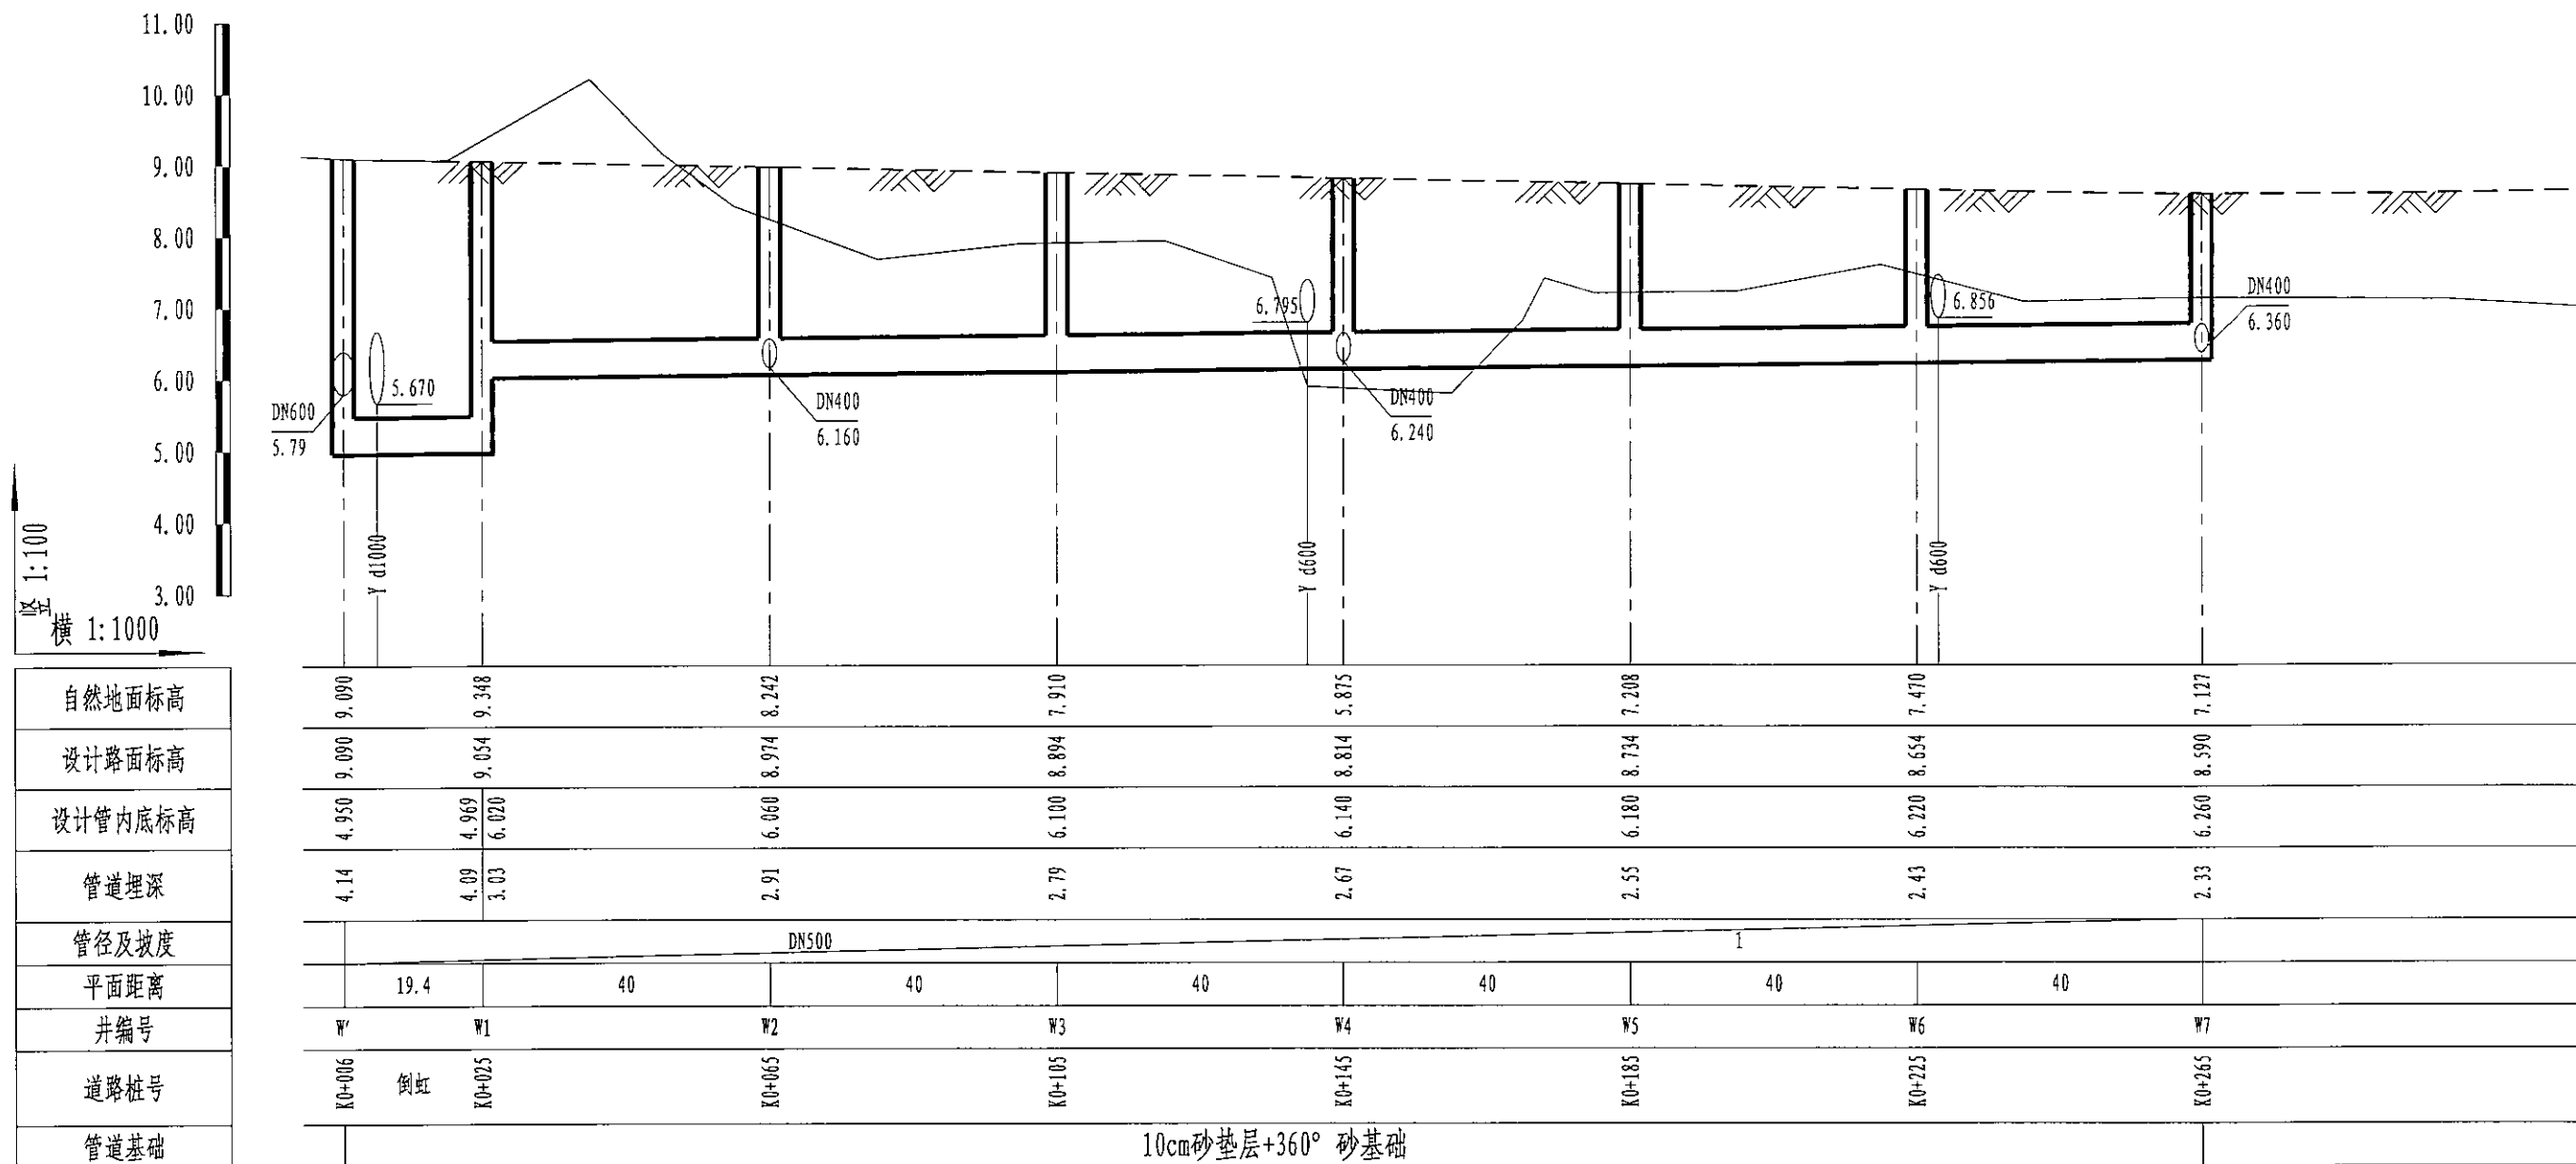 11.00
10.00
9.00
8.00
7.00
6.00
5.00
4.00
3.00
竖 1:100
横 1:1000
DN600
5.79
5.670
Y d1000
DN400
6.160
6.795
Y d600
DN400
6.240
6.856
Y d600
DN400
6.360
自然地面标高 9.090 9.348 8.242 7.910 5.875 7.208 7.470 7.127
设计路面标高 9.090 9.054 8.974 8.894 8.814 8.734 8.654 8.590
设计管内底标高 4.950 4.969 6.020 6.060 6.100 6.140 6.180 6.220 6.260
管道埋深 4.14 4.09 3.03 2.91 2.79 2.67 2.55 2.43 2.33
管径及坡度 DN500 1
平面距离 19.4 40 40 40 40 40 40
井编号 W' W1 W2 W3 W4 W5 W6 W7
道路桩号 K0+006 倒虹 K0+025 K0+065 K0+105 K0+145 K0+185 K0+225 K0+265
管道基础 10cm砂垫层+360° 砂基础